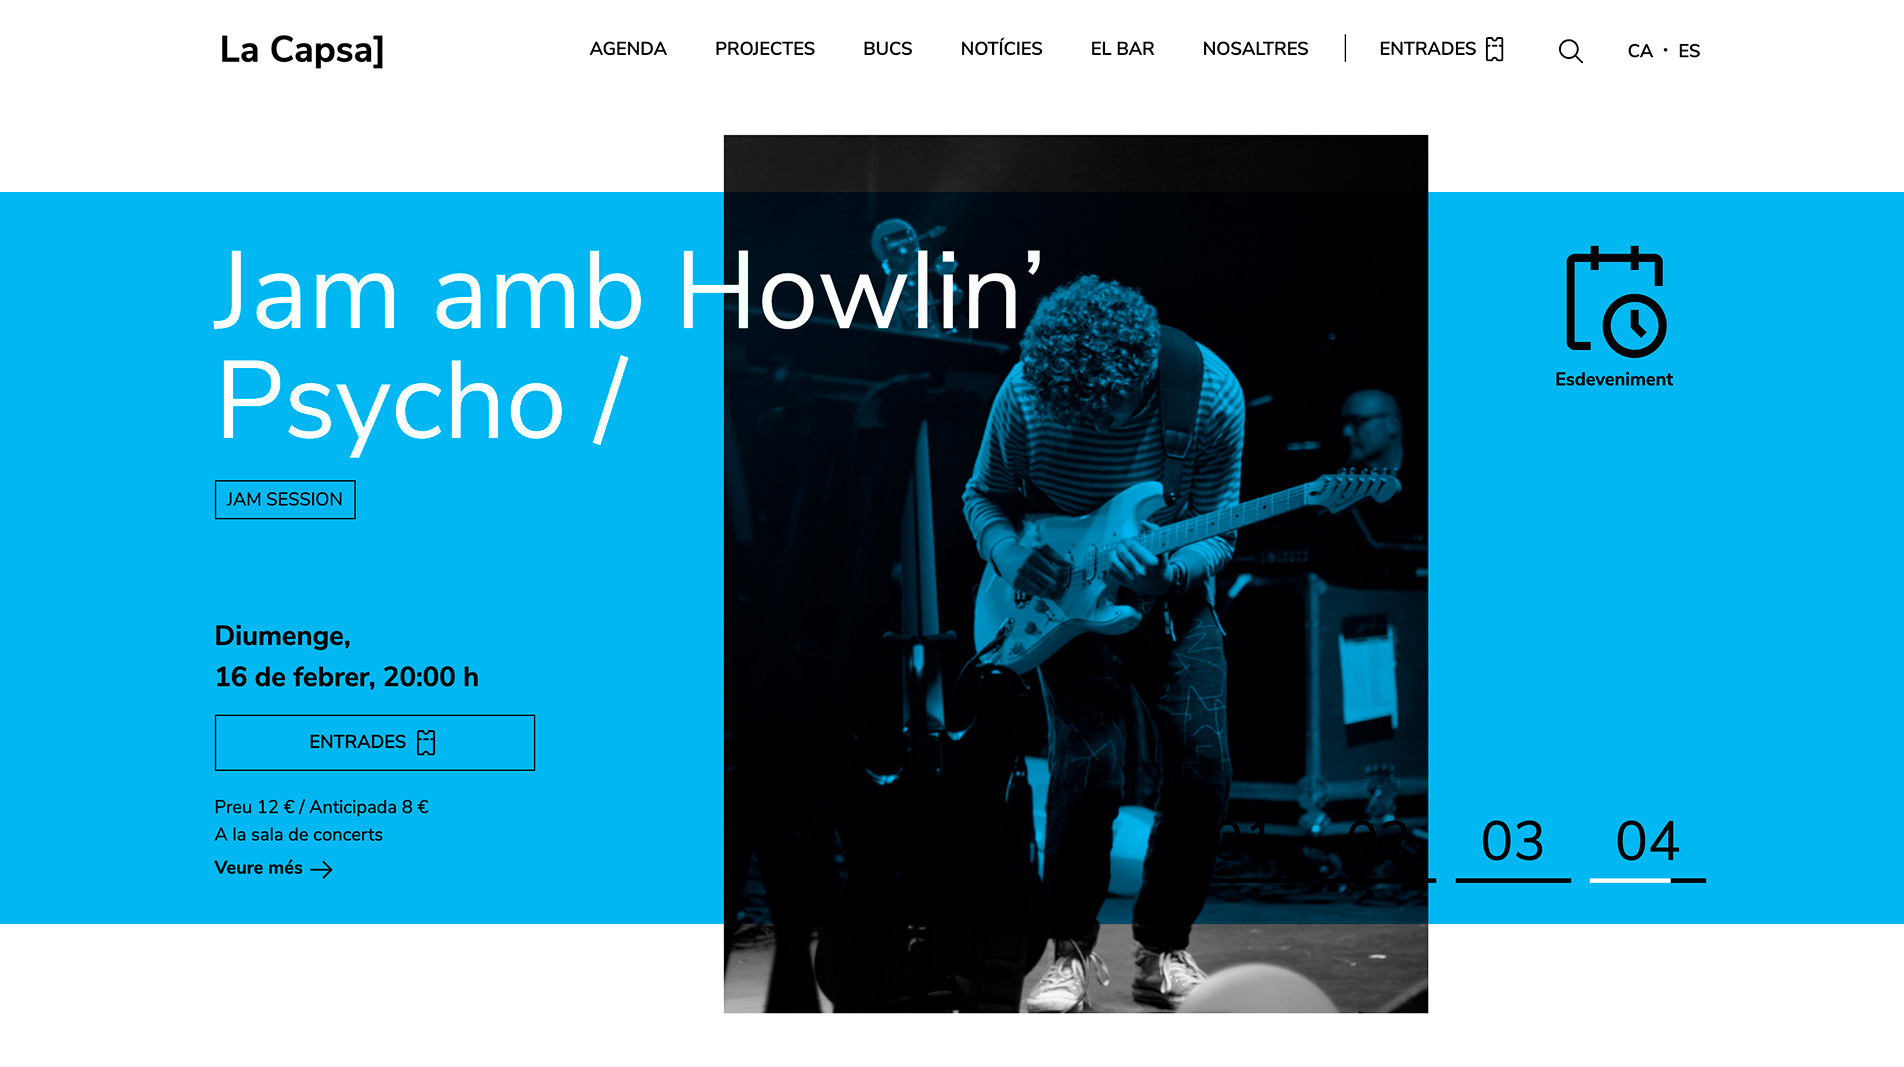 La Capsa]
AGENDA PROJECTES BUCS NOTÍCIES EL BAR NOSALTRES ENTRADES CA · ES
Jam amb Howlin’
Psycho /
JAM SESSION
Esdeveniment
Diumenge,
16 de febrer, 20:00 h
ENTRADES
Preu 12 € / Anticipada 8 €
A la sala de concerts
Veure més
01 02 03 04